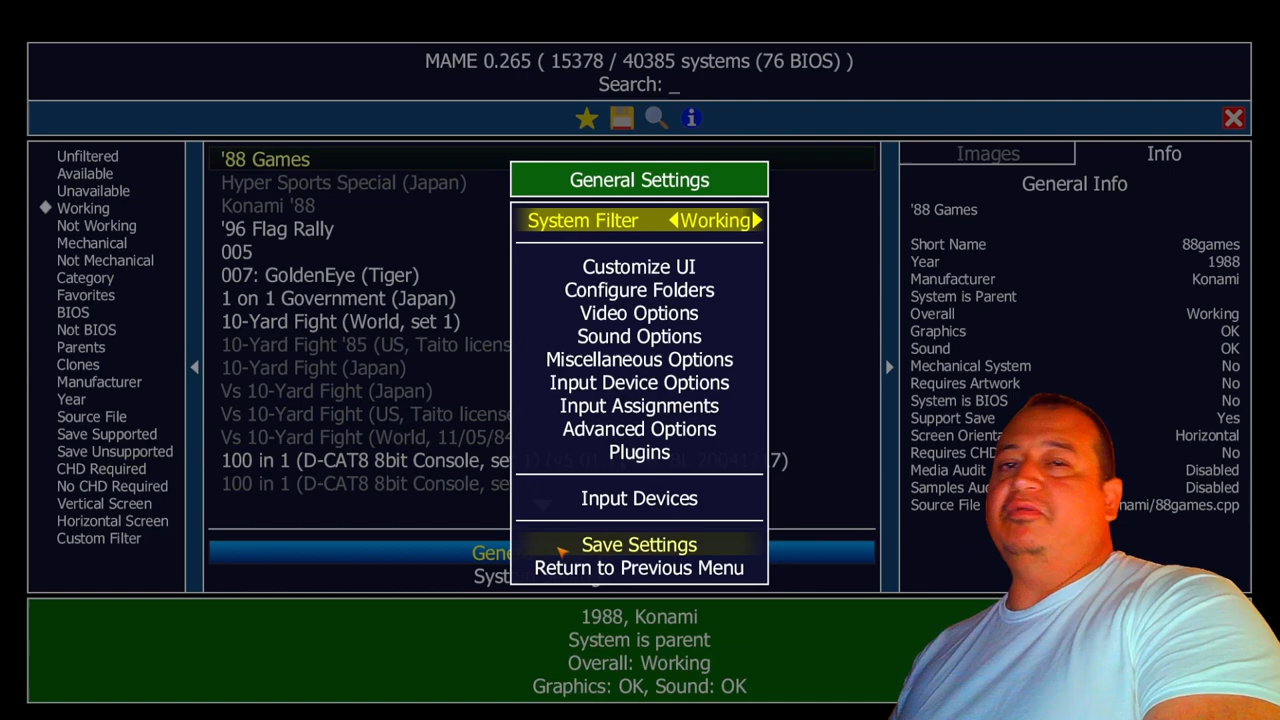 MAME 0.265 ( 15378 / 40385 systems (76 BIOS) )
Search: _
Unfiltered
Available
Unavailable
Working
Not Working
Mechanical
Not Mechanical
Category
Favorites
BIOS
Not BIOS
Parents
Clones
Manufacturer
Year
Source File
Save Supported
Save Unsupported
CHD Required
No CHD Required
Vertical Screen
Horizontal Screen
Custom Filter
'88 Games
Hyper Sports Special (Japan)
Konami '88
'96 Flag Rally
005
007: GoldenEye (Tiger)
1 on 1 Government (Japan)
10-Yard Fight (World, set 1)
10-Yard Fight '85 (US, Taito licens
10-Yard Fight (Japan)
Vs 10-Yard Fight (Japan)
Vs 10-Yard Fight (US, Taito license
Vs 10-Yard Fight (World, 11/05/84
100 in 1 (D-CAT8 8bit Console, se
100 in 1 (D-CAT8 8bit Console, se
General Settings
System Filter Working
Customize UI
Configure Folders
Video Options
Sound Options
Miscellaneous Options
Input Device Options
Input Assignments
Advanced Options
Plugins
Input Devices
Save Settings
Return to Previous Menu
Images
Info
General Info
'88 Games
Short Name 88games
Year 1988
Manufacturer Konami
System is Parent
Overall Working
Graphics OK
Sound OK
Mechanical System No
Requires Artwork No
System is BIOS No
Support Save Yes
Screen Orienta Horizontal
Requires CHD No
Media Audit Disabled
Samples Aud Disabled
Source File nami/88games.cpp
1988, Konami
System is parent
Overall: Working
Graphics: OK, Sound: OK